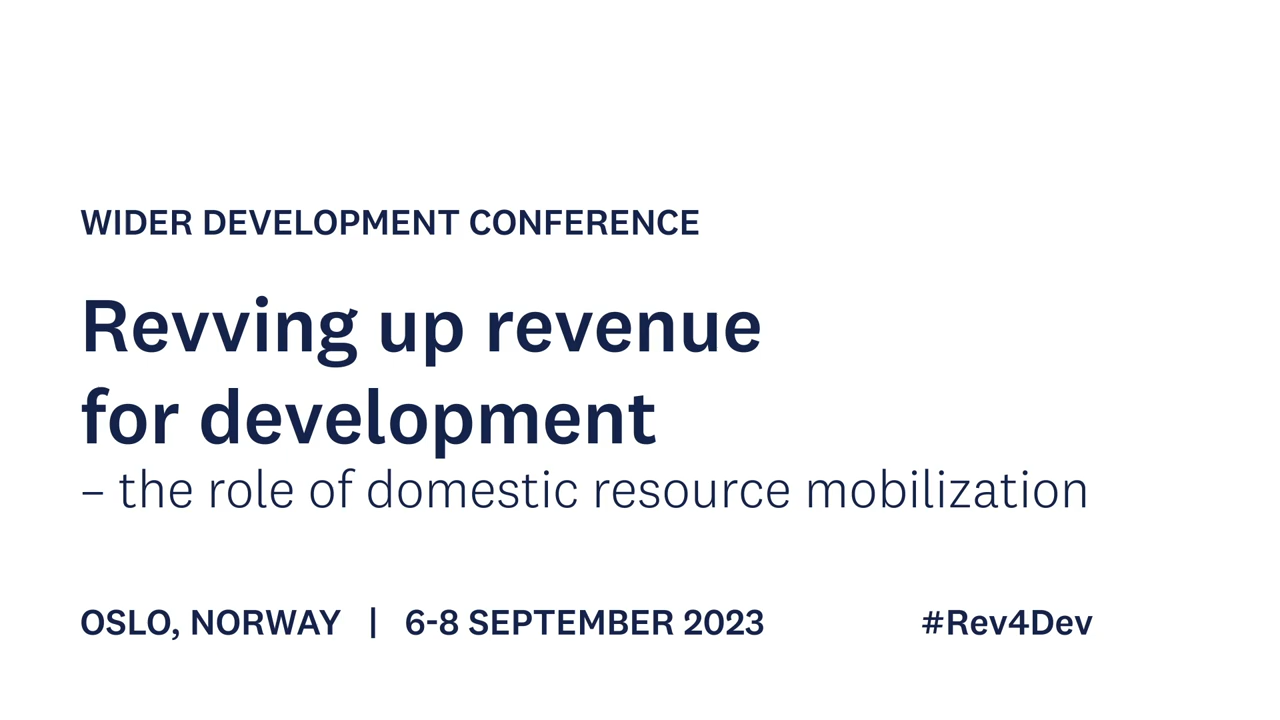 WIDER DEVELOPMENT CONFERENCE
Revving up revenue
for development
– the role of domestic resource mobilization
OSLO, NORWAY | 6-8 SEPTEMBER 2023 #Rev4Dev